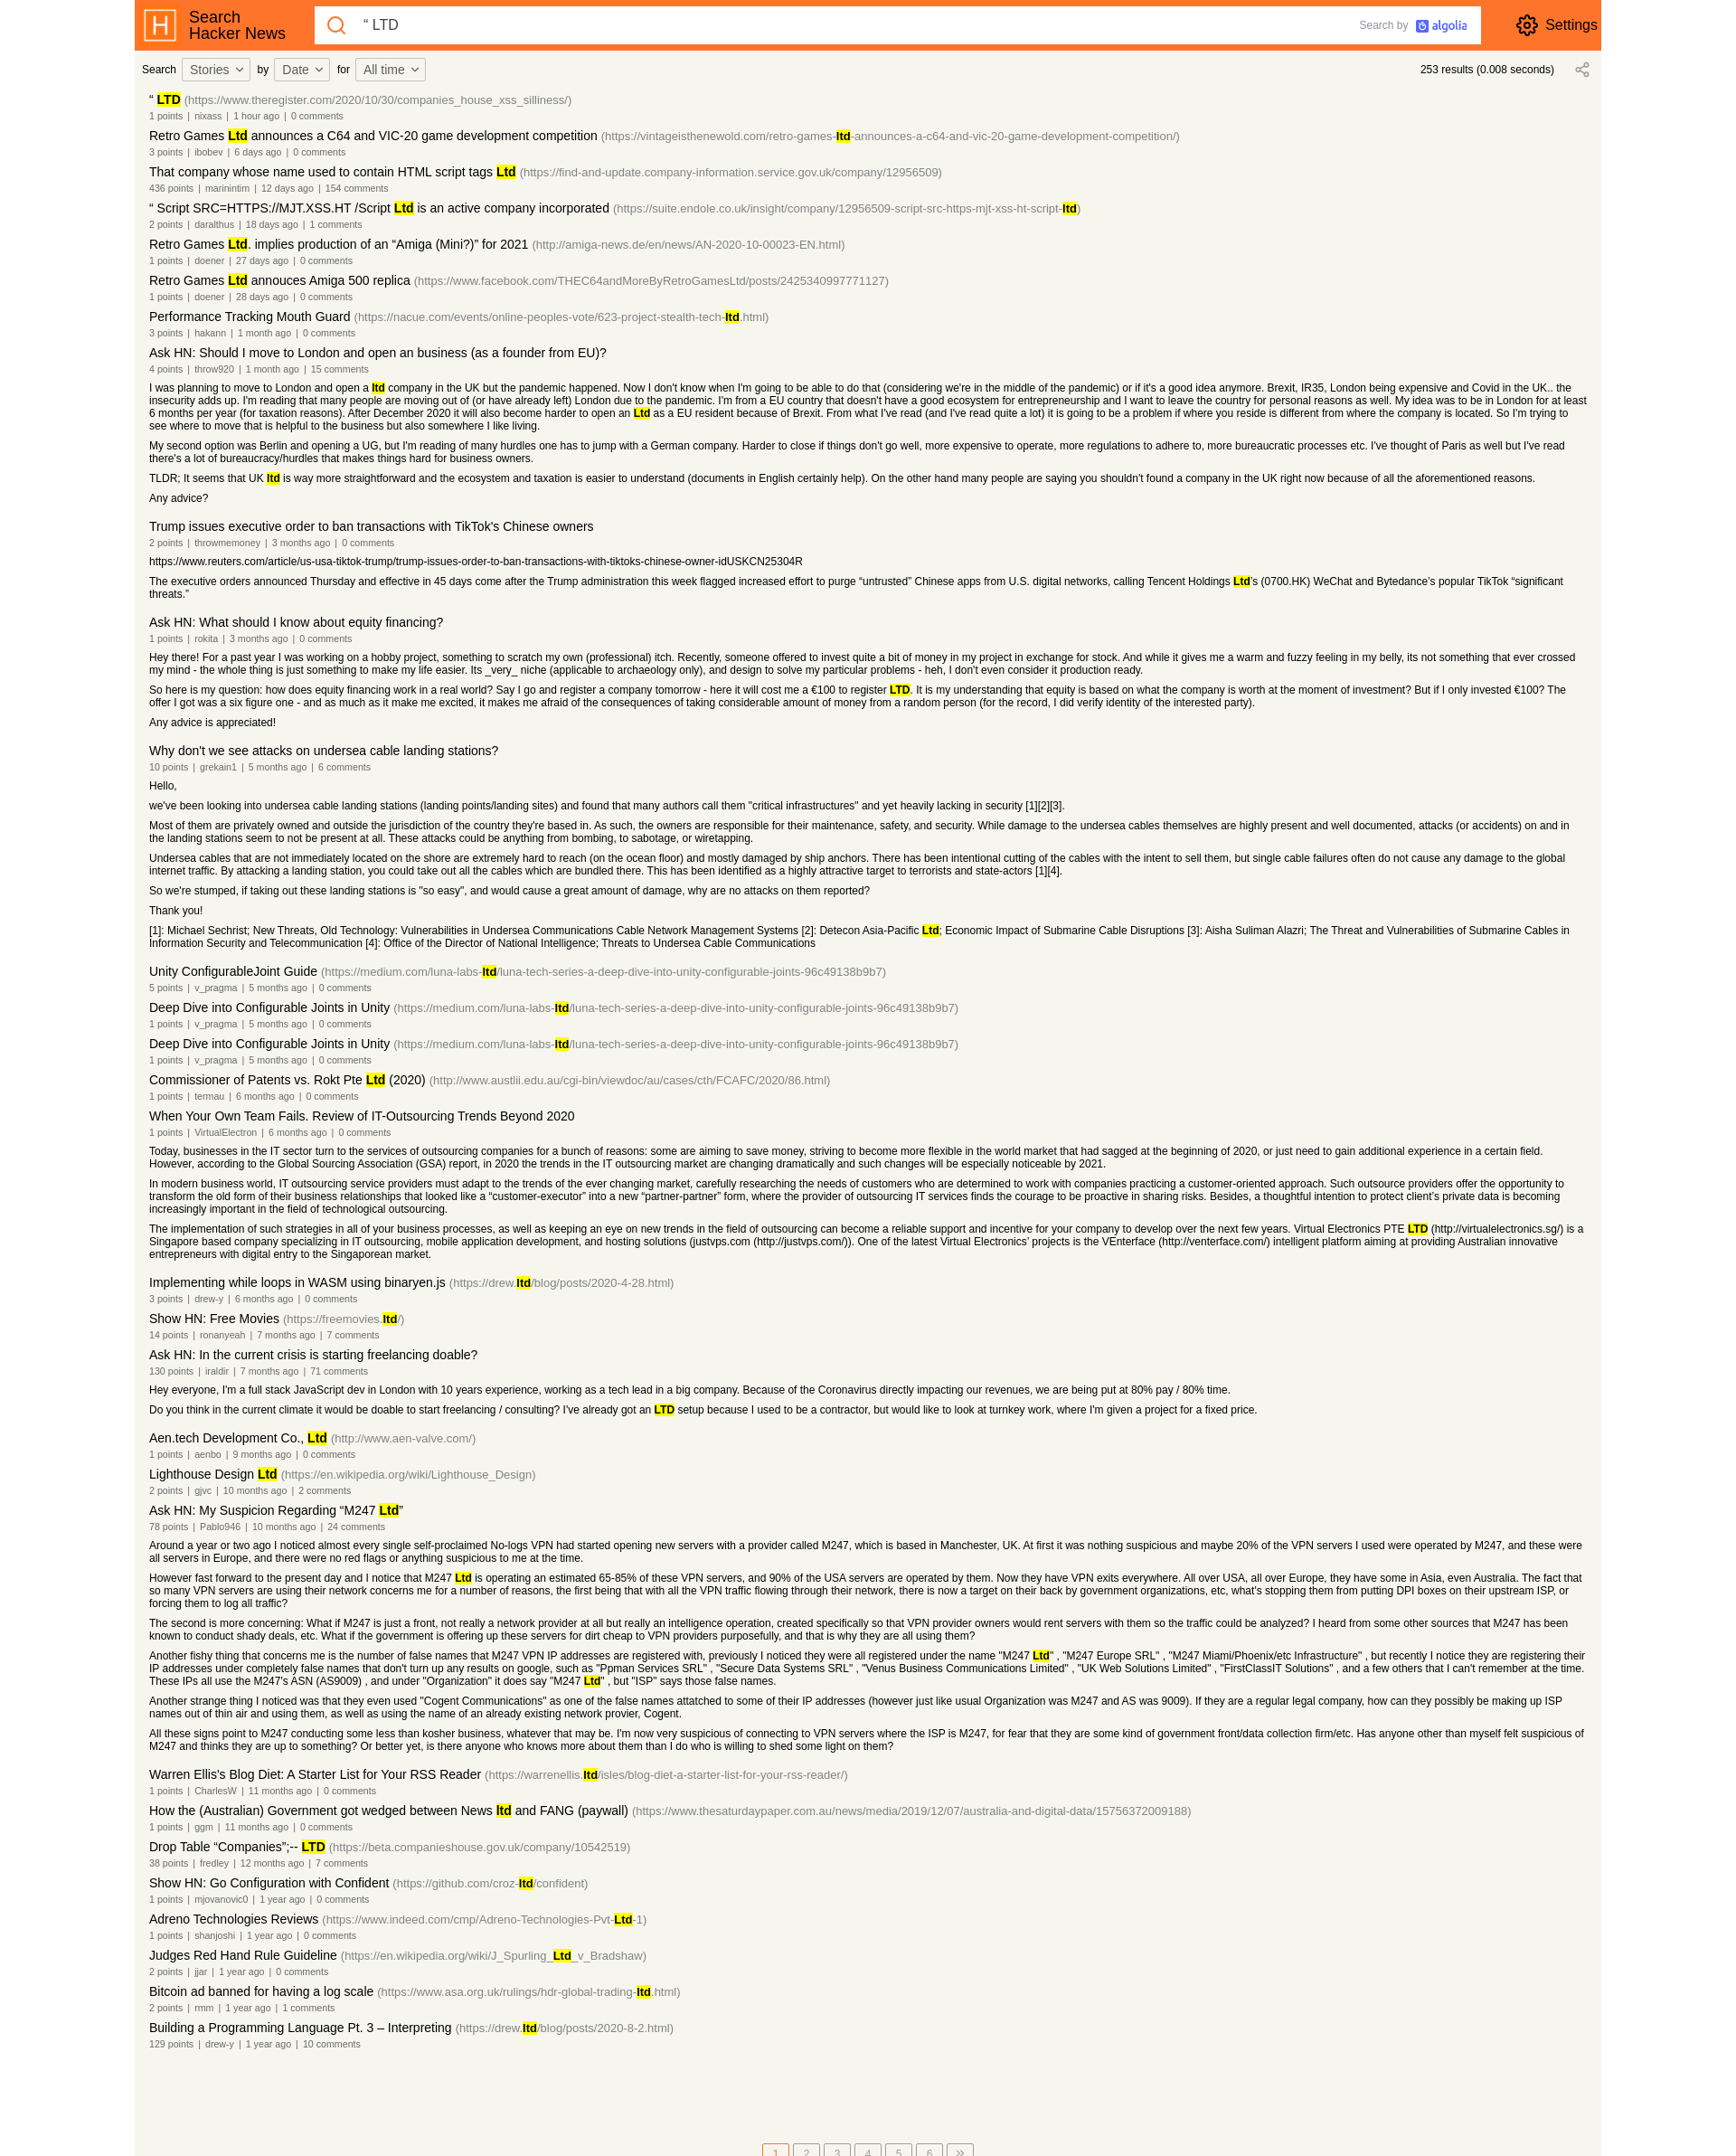 Search
Hacker News
“ LTD
Search by algolia
Settings
Search Stories by Date for All time
253 results (0.008 seconds)
“ LTD (https://www.theregister.com/2020/10/30/companies_house_xss_silliness/)
1 points | nixass | 1 hour ago | 0 comments
Retro Games Ltd announces a C64 and VIC-20 game development competition (https://vintageisthenewold.com/retro-games-ltd-announces-a-c64-and-vic-20-game-development-competition/)
3 points | ibobev | 6 days ago | 0 comments
That company whose name used to contain HTML script tags Ltd (https://find-and-update.company-information.service.gov.uk/company/12956509)
436 points | marinintim | 12 days ago | 154 comments
“ Script SRC=HTTPS://MJT.XSS.HT /Script Ltd is an active company incorporated (https://suite.endole.co.uk/insight/company/12956509-script-src-https-mjt-xss-ht-script-ltd)
2 points | daralthus | 18 days ago | 1 comments
Retro Games Ltd. implies production of an “Amiga (Mini?)” for 2021 (http://amiga-news.de/en/news/AN-2020-10-00023-EN.html)
1 points | doener | 27 days ago | 0 comments
Retro Games Ltd annouces Amiga 500 replica (https://www.facebook.com/THEC64andMoreByRetroGamesLtd/posts/2425340997771127)
1 points | doener | 28 days ago | 0 comments
Performance Tracking Mouth Guard (https://nacue.com/events/online-peoples-vote/623-project-stealth-tech-ltd.html)
3 points | hakann | 1 month ago | 0 comments
Ask HN: Should I move to London and open an business (as a founder from EU)?
4 points | throw920 | 1 month ago | 15 comments
I was planning to move to London and open a ltd company in the UK but the pandemic happened. Now I don't know when I'm going to be able to do that (considering we're in the middle of the pandemic) or if it's a good idea anymore. Brexit, IR35, London being expensive and Covid in the UK.. the
insecurity adds up. I'm reading that many people are moving out of (or have already left) London due to the pandemic. I'm from a EU country that doesn't have a good ecosystem for entrepreneurship and I want to leave the country for personal reasons as well. My idea was to be in London for at least
6 months per year (for taxation reasons). After December 2020 it will also become harder to open an Ltd as a EU resident because of Brexit. From what I've read (and I've read quite a lot) it is going to be a problem if where you reside is different from where the company is located. So I'm trying to
see where to move that is helpful to the business but also somewhere I like living.
My second option was Berlin and opening a UG, but I'm reading of many hurdles one has to jump with a German company. Harder to close if things don't go well, more expensive to operate, more regulations to adhere to, more bureaucratic processes etc. I've thought of Paris as well but I've read
there's a lot of bureaucracy/hurdles that makes things hard for business owners.
TLDR; It seems that UK ltd is way more straightforward and the ecosystem and taxation is easier to understand (documents in English certainly help). On the other hand many people are saying you shouldn't found a company in the UK right now because of all the aforementioned reasons.
Any advice?
Trump issues executive order to ban transactions with TikTok's Chinese owners
2 points | throwmemoney | 3 months ago | 0 comments
https://www.reuters.com/article/us-usa-tiktok-trump/trump-issues-order-to-ban-transactions-with-tiktoks-chinese-owner-idUSKCN25304R
The executive orders announced Thursday and effective in 45 days come after the Trump administration this week flagged increased effort to purge “untrusted” Chinese apps from U.S. digital networks, calling Tencent Holdings Ltd’s (0700.HK) WeChat and Bytedance’s popular TikTok “significant
threats.”
Ask HN: What should I know about equity financing?
1 points | rokita | 3 months ago | 0 comments
Hey there! For a past year I was working on a hobby project, something to scratch my own (professional) itch. Recently, someone offered to invest quite a bit of money in my project in exchange for stock. And while it gives me a warm and fuzzy feeling in my belly, its not something that ever crossed
my mind - the whole thing is just something to make my life easier. Its _very_ niche (applicable to archaeology only), and design to solve my particular problems - heh, I don't even consider it production ready.
So here is my question: how does equity financing work in a real world? Say I go and register a company tomorrow - here it will cost me a €100 to register LTD. It is my understanding that equity is based on what the company is worth at the moment of investment? But if I only invested €100? The
offer I got was a six figure one - and as much as it make me excited, it makes me afraid of the consequences of taking considerable amount of money from a random person (for the record, I did verify identity of the interested party).
Any advice is appreciated!
Why don't we see attacks on undersea cable landing stations?
10 points | grekain1 | 5 months ago | 6 comments
Hello,
we've been looking into undersea cable landing stations (landing points/landing sites) and found that many authors call them "critical infrastructures" and yet heavily lacking in security [1][2][3].
Most of them are privately owned and outside the jurisdiction of the country they're based in. As such, the owners are responsible for their maintenance, safety, and security. While damage to the undersea cables themselves are highly present and well documented, attacks (or accidents) on and in
the landing stations seem to not be present at all. These attacks could be anything from bombing, to sabotage, or wiretapping.
Undersea cables that are not immediately located on the shore are extremely hard to reach (on the ocean floor) and mostly damaged by ship anchors. There has been intentional cutting of the cables with the intent to sell them, but single cable failures often do not cause any damage to the global
internet traffic. By attacking a landing station, you could take out all the cables which are bundled there. This has been identified as a highly attractive target to terrorists and state-actors [1][4].
So we're stumped, if taking out these landing stations is "so easy", and would cause a great amount of damage, why are no attacks on them reported?
Thank you!
[1]: Michael Sechrist; New Threats, Old Technology: Vulnerabilities in Undersea Communications Cable Network Management Systems [2]: Detecon Asia-Pacific Ltd; Economic Impact of Submarine Cable Disruptions [3]: Aisha Suliman Alazri; The Threat and Vulnerabilities of Submarine Cables in
Information Security and Telecommunication [4]: Office of the Director of National Intelligence; Threats to Undersea Cable Communications
Unity ConfigurableJoint Guide (https://medium.com/luna-labs-ltd/luna-tech-series-a-deep-dive-into-unity-configurable-joints-96c49138b9b7)
5 points | v_pragma | 5 months ago | 0 comments
Deep Dive into Configurable Joints in Unity (https://medium.com/luna-labs-ltd/luna-tech-series-a-deep-dive-into-unity-configurable-joints-96c49138b9b7)
1 points | v_pragma | 5 months ago | 0 comments
Deep Dive into Configurable Joints in Unity (https://medium.com/luna-labs-ltd/luna-tech-series-a-deep-dive-into-unity-configurable-joints-96c49138b9b7)
1 points | v_pragma | 5 months ago | 0 comments
Commissioner of Patents vs. Rokt Pte Ltd (2020) (http://www.austlii.edu.au/cgi-bin/viewdoc/au/cases/cth/FCAFC/2020/86.html)
1 points | termau | 6 months ago | 0 comments
When Your Own Team Fails. Review of IT-Outsourcing Trends Beyond 2020
1 points | VirtualElectron | 6 months ago | 0 comments
Today, businesses in the IT sector turn to the services of outsourcing companies for a bunch of reasons: some are aiming to save money, striving to become more flexible in the world market that had sagged at the beginning of 2020, or just need to gain additional experience in a certain field.
However, according to the Global Sourcing Association (GSA) report, in 2020 the trends in the IT outsourcing market are changing dramatically and such changes will be especially noticeable by 2021.
In modern business world, IT outsourcing service providers must adapt to the trends of the ever changing market, carefully researching the needs of customers who are determined to work with companies practicing a customer-oriented approach. Such outsource providers offer the opportunity to
transform the old form of their business relationships that looked like a “customer-executor” into a new “partner-partner” form, where the provider of outsourcing IT services finds the courage to be proactive in sharing risks. Besides, a thoughtful intention to protect client’s private data is becoming
increasingly important in the field of technological outsourcing.
The implementation of such strategies in all of your business processes, as well as keeping an eye on new trends in the field of outsourcing can become a reliable support and incentive for your company to develop over the next few years. Virtual Electronics PTE LTD (http://virtualelectronics.sg/) is a
Singapore based company specializing in IT outsourcing, mobile application development, and hosting solutions (justvps.com (http://justvps.com/)). One of the latest Virtual Electronics’ projects is the VEnterface (http://venterface.com/) intelligent platform aiming at providing Australian innovative
entrepreneurs with digital entry to the Singaporean market.
Implementing while loops in WASM using binaryen.js (https://drew.ltd/blog/posts/2020-4-28.html)
3 points | drew-y | 6 months ago | 0 comments
Show HN: Free Movies (https://freemovies.ltd/)
14 points | ronanyeah | 7 months ago | 7 comments
Ask HN: In the current crisis is starting freelancing doable?
130 points | iraldir | 7 months ago | 71 comments
Hey everyone, I'm a full stack JavaScript dev in London with 10 years experience, working as a tech lead in a big company. Because of the Coronavirus directly impacting our revenues, we are being put at 80% pay / 80% time.
Do you think in the current climate it would be doable to start freelancing / consulting? I've already got an LTD setup because I used to be a contractor, but would like to look at turnkey work, where I'm given a project for a fixed price.
Aen.tech Development Co., Ltd (http://www.aen-valve.com/)
1 points | aenbo | 9 months ago | 0 comments
Lighthouse Design Ltd (https://en.wikipedia.org/wiki/Lighthouse_Design)
2 points | gjvc | 10 months ago | 2 comments
Ask HN: My Suspicion Regarding “M247 Ltd”
78 points | Pablo946 | 10 months ago | 24 comments
Around a year or two ago I noticed almost every single self-proclaimed No-logs VPN had started opening new servers with a provider called M247, which is based in Manchester, UK. At first it was nothing suspicious and maybe 20% of the VPN servers I used were operated by M247, and these were
all servers in Europe, and there were no red flags or anything suspicious to me at the time.
However fast forward to the present day and I notice that M247 Ltd is operating an estimated 65-85% of these VPN servers, and 90% of the USA servers are operated by them. Now they have VPN exits everywhere. All over USA, all over Europe, they have some in Asia, even Australia. The fact that
so many VPN servers are using their network concerns me for a number of reasons, the first being that with all the VPN traffic flowing through their network, there is now a target on their back by government organizations, etc, what's stopping them from putting DPI boxes on their upstream ISP, or
forcing them to log all traffic?
The second is more concerning: What if M247 is just a front, not really a network provider at all but really an intelligence operation, created specifically so that VPN provider owners would rent servers with them so the traffic could be analyzed? I heard from some other sources that M247 has been
known to conduct shady deals, etc. What if the government is offering up these servers for dirt cheap to VPN providers purposefully, and that is why they are all using them?
Another fishy thing that concerns me is the number of false names that M247 VPN IP addresses are registered with, previously I noticed they were all registered under the name "M247 Ltd" , "M247 Europe SRL" , "M247 Miami/Phoenix/etc Infrastructure" , but recently I notice they are registering their
IP addresses under completely false names that don't turn up any results on google, such as "Ppman Services SRL" , "Secure Data Systems SRL" , "Venus Business Communications Limited" , "UK Web Solutions Limited" , "FirstClassIT Solutions" , and a few others that I can't remember at the time.
These IPs all use the M247's ASN (AS9009) , and under "Organization" it does say "M247 Ltd" , but "ISP" says those false names.
Another strange thing I noticed was that they even used "Cogent Communications" as one of the false names attatched to some of their IP addresses (however just like usual Organization was M247 and AS was 9009). If they are a regular legal company, how can they possibly be making up ISP
names out of thin air and using them, as well as using the name of an already existing network provier, Cogent.
All these signs point to M247 conducting some less than kosher business, whatever that may be. I'm now very suspicious of connecting to VPN servers where the ISP is M247, for fear that they are some kind of government front/data collection firm/etc. Has anyone other than myself felt suspicious of
M247 and thinks they are up to something? Or better yet, is there anyone who knows more about them than I do who is willing to shed some light on them?
Warren Ellis's Blog Diet: A Starter List for Your RSS Reader (https://warrenellis.ltd/isles/blog-diet-a-starter-list-for-your-rss-reader/)
1 points | CharlesW | 11 months ago | 0 comments
How the (Australian) Government got wedged between News ltd and FANG (paywall) (https://www.thesaturdaypaper.com.au/news/media/2019/12/07/australia-and-digital-data/15756372009188)
1 points | ggm | 11 months ago | 0 comments
Drop Table “Companies”;-- LTD (https://beta.companieshouse.gov.uk/company/10542519)
38 points | fredley | 12 months ago | 7 comments
Show HN: Go Configuration with Confident (https://github.com/croz-ltd/confident)
1 points | mjovanovic0 | 1 year ago | 0 comments
Adreno Technologies Reviews (https://www.indeed.com/cmp/Adreno-Technologies-Pvt-Ltd-1)
1 points | shanjoshi | 1 year ago | 0 comments
Judges Red Hand Rule Guideline (https://en.wikipedia.org/wiki/J_Spurling_Ltd_v_Bradshaw)
2 points | jjar | 1 year ago | 0 comments
Bitcoin ad banned for having a log scale (https://www.asa.org.uk/rulings/hdr-global-trading-ltd.html)
2 points | rmm | 1 year ago | 1 comments
Building a Programming Language Pt. 3 – Interpreting (https://drew.ltd/blog/posts/2020-8-2.html)
129 points | drew-y | 1 year ago | 10 comments
1 2 3 4 5 6 »